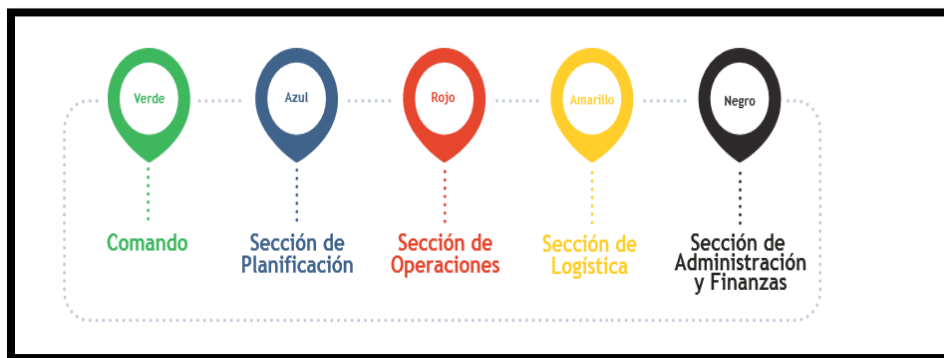 Verde
Azul
Rojo
Amarillo
Negro
Comando
Sección de
Planificación
Sección de
Operaciones
Sección de
Logística
Sección de
Administración
y Finanzas